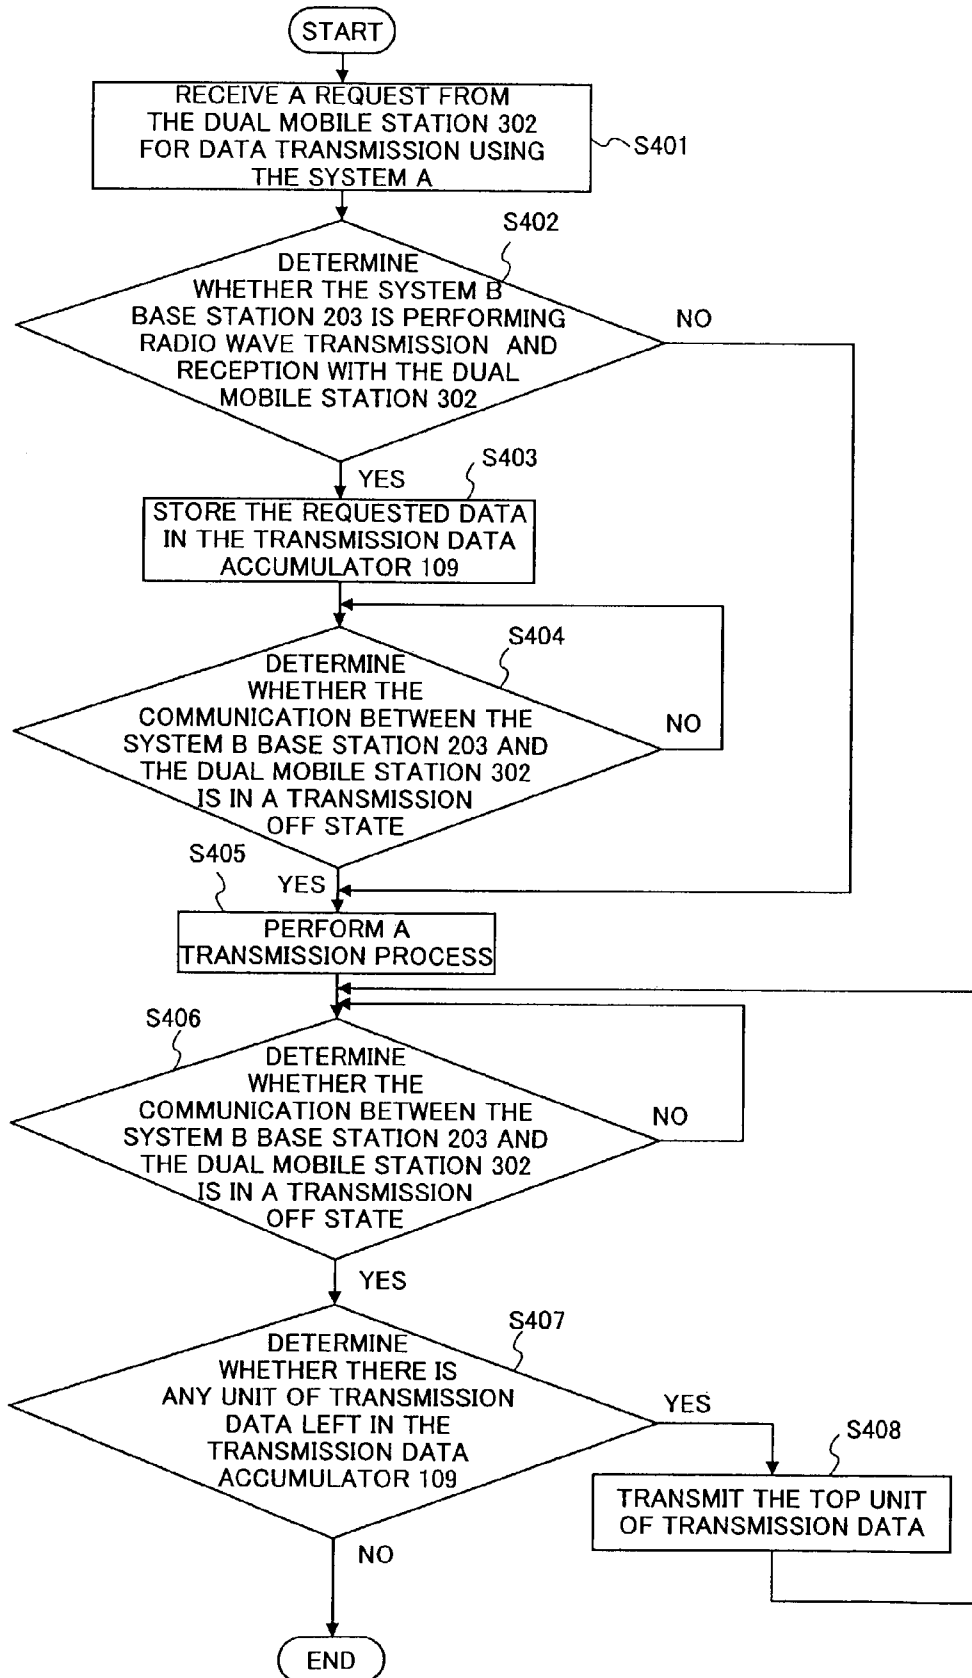 START
RECEIVE A REQUEST FROM
THE DUAL MOBILE STATION 302
FOR DATA TRANSMISSION USING
THE SYSTEM A
S401
S402
DETERMINE
WHETHER THE SYSTEM B
BASE STATION 203 IS PERFORMING
RADIO WAVE TRANSMISSION AND
RECEPTION WITH THE DUAL
MOBILE STATION 302
NO
YES
S403
STORE THE REQUESTED DATA
IN THE TRANSMISSION DATA
ACCUMULATOR 109
S404
DETERMINE
WHETHER THE
COMMUNICATION BETWEEN THE
SYSTEM B BASE STATION 203 AND
THE DUAL MOBILE STATION 302
IS IN A TRANSMISSION
OFF STATE
NO
S405
YES
PERFORM A
TRANSMISSION PROCESS
S406
DETERMINE
WHETHER THE
COMMUNICATION BETWEEN THE
SYSTEM B BASE STATION 203 AND
THE DUAL MOBILE STATION 302
IS IN A TRANSMISSION
OFF STATE
NO
YES
S407
DETERMINE
WHETHER THERE IS
ANY UNIT OF TRANSMISSION
DATA LEFT IN THE
TRANSMISSION DATA
ACCUMULATOR 109
YES
S408
TRANSMIT THE TOP UNIT
OF TRANSMISSION DATA
NO
END